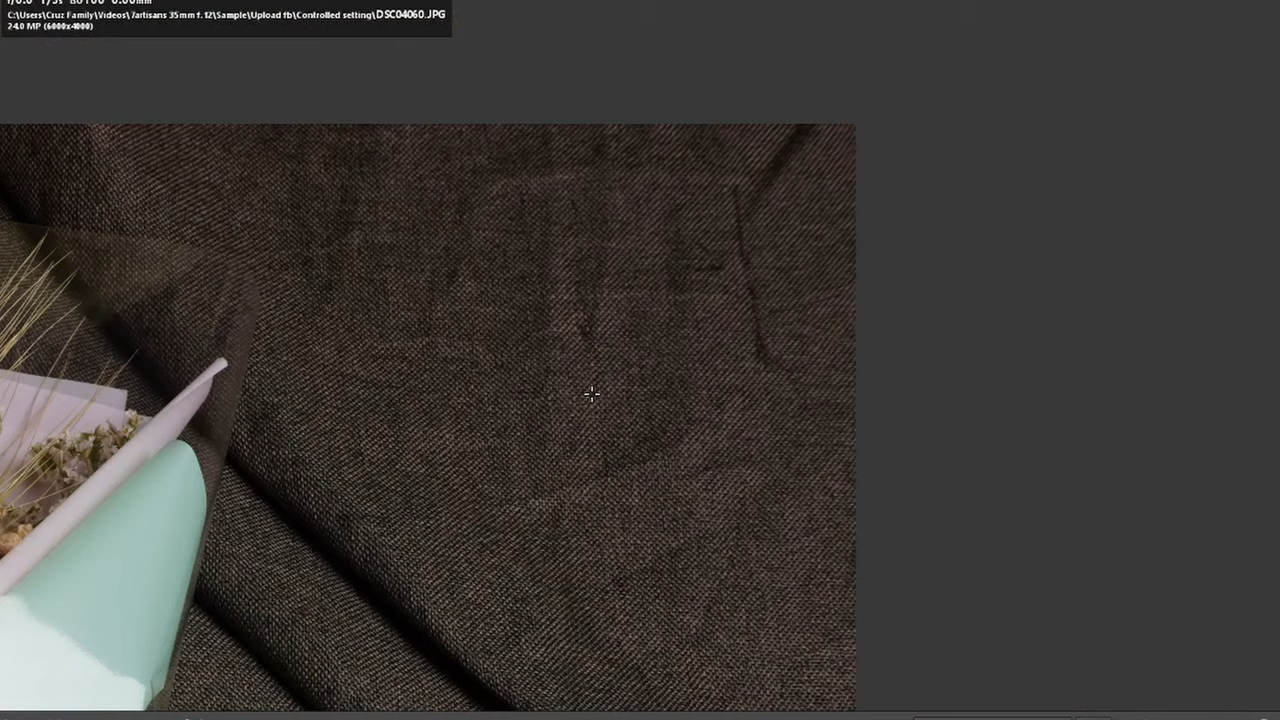 C:\Users\Cruz Family\Videos\7artisans 35mm f.12\Sample\Upload fb\Controlled setting\DSC04060.JPG
24.0 MP (6000x4000)